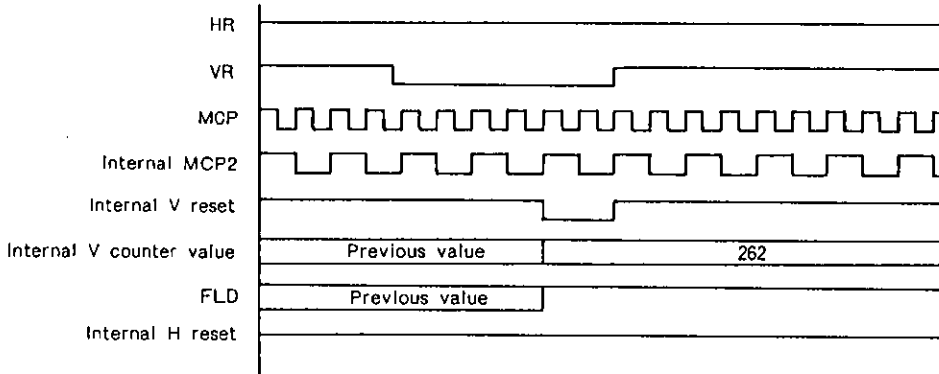 HR
VR
MCP
Internal MCP2
Internal V reset
Internal V counter value Previous value 262
FLD Previous value
Internal H reset